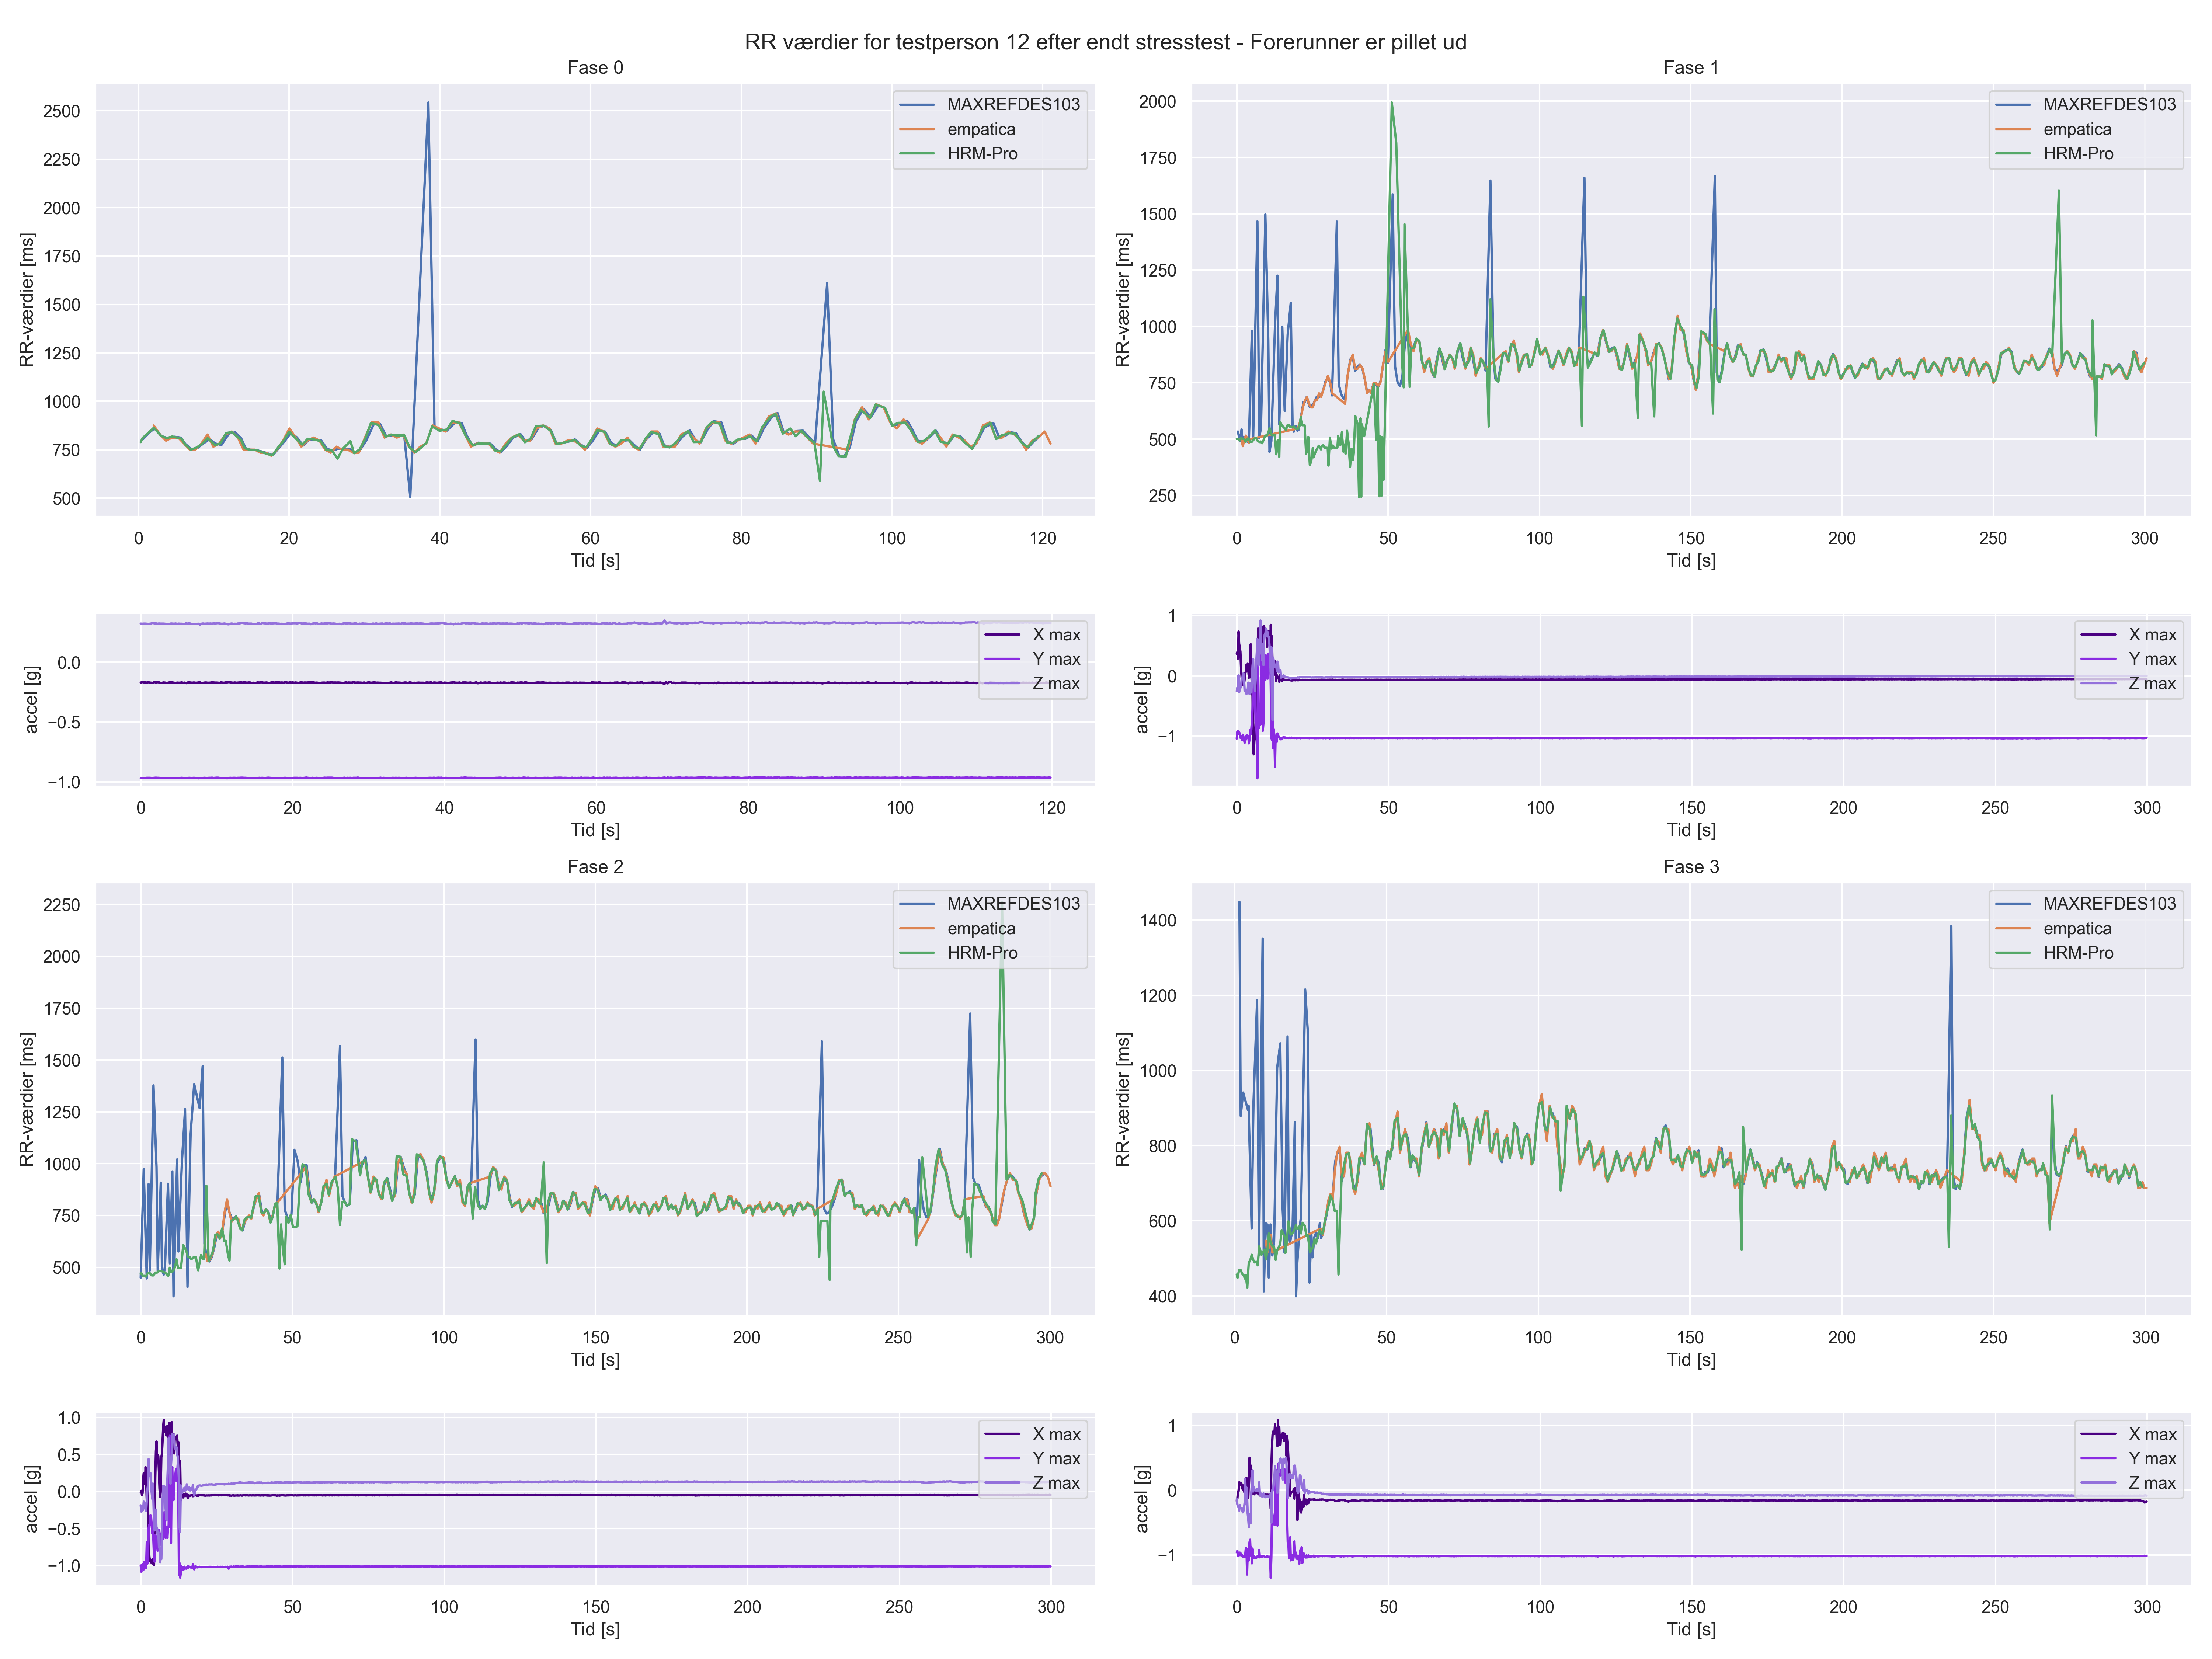 RR værdier for testperson 12 efter endt stresstest - Forerunner er pillet ud
Fase 0
RR-værdier [ms]
2500
2250
2000
1750
1500
1250
1000
750
500
MAXREFDES103
empatica
HRM-Pro
0 20 40 60 80 100 120
Tid [s]
Fase 1
RR-værdier [ms]
2000
1750
1500
1250
1000
750
500
250
MAXREFDES103
empatica
HRM-Pro
0 50 100 150 200 250 300
Tid [s]
accel [g]
0.0
−0.5
−1.0
X max
Y max
Z max
0 20 40 60 80 100 120
Tid [s]
accel [g]
1
0
−1
X max
Y max
Z max
0 50 100 150 200 250 300
Tid [s]
Fase 2
RR-værdier [ms]
2250
2000
1750
1500
1250
1000
750
500
MAXREFDES103
empatica
HRM-Pro
0 50 100 150 200 250 300
Tid [s]
Fase 3
RR-værdier [ms]
1400
1200
1000
800
600
400
MAXREFDES103
empatica
HRM-Pro
0 50 100 150 200 250 300
Tid [s]
accel [g]
1.0
0.5
0.0
−0.5
−1.0
X max
Y max
Z max
0 50 100 150 200 250 300
Tid [s]
accel [g]
1
0
−1
X max
Y max
Z max
0 50 100 150 200 250 300
Tid [s]